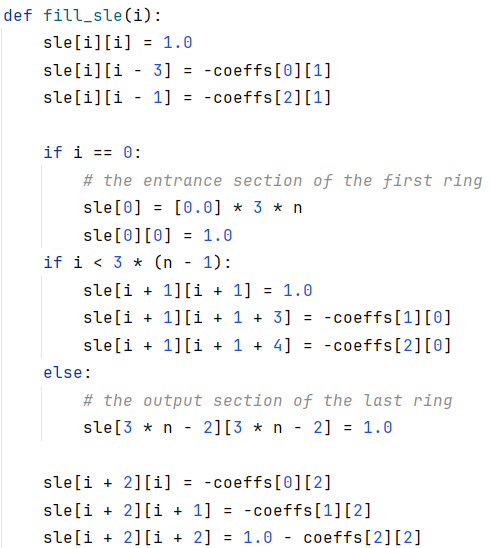 def fill_sle(i):
    sle[i][i] = 1.0
    sle[i][i - 3] = -coeffs[0][1]
    sle[i][i - 1] = -coeffs[2][1]

    if i == 0:
        # the entrance section of the first ring
        sle[0] = [0.0] * 3 * n
        sle[0][0] = 1.0
    if i < 3 * (n - 1):
        sle[i + 1][i + 1] = 1.0
        sle[i + 1][i + 1 + 3] = -coeffs[1][0]
        sle[i + 1][i + 1 + 4] = -coeffs[2][0]
    else:
        # the output section of the last ring
        sle[3 * n - 2][3 * n - 2] = 1.0

    sle[i + 2][i] = -coeffs[0][2]
    sle[i + 2][i + 1] = -coeffs[1][2]
    sle[i + 2][i + 2] = 1.0 - coeffs[2][2]